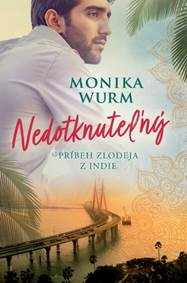 MONIKA
WURM
Nedotknuteľný
PRÍBEH ZLODEJA
Z INDIE